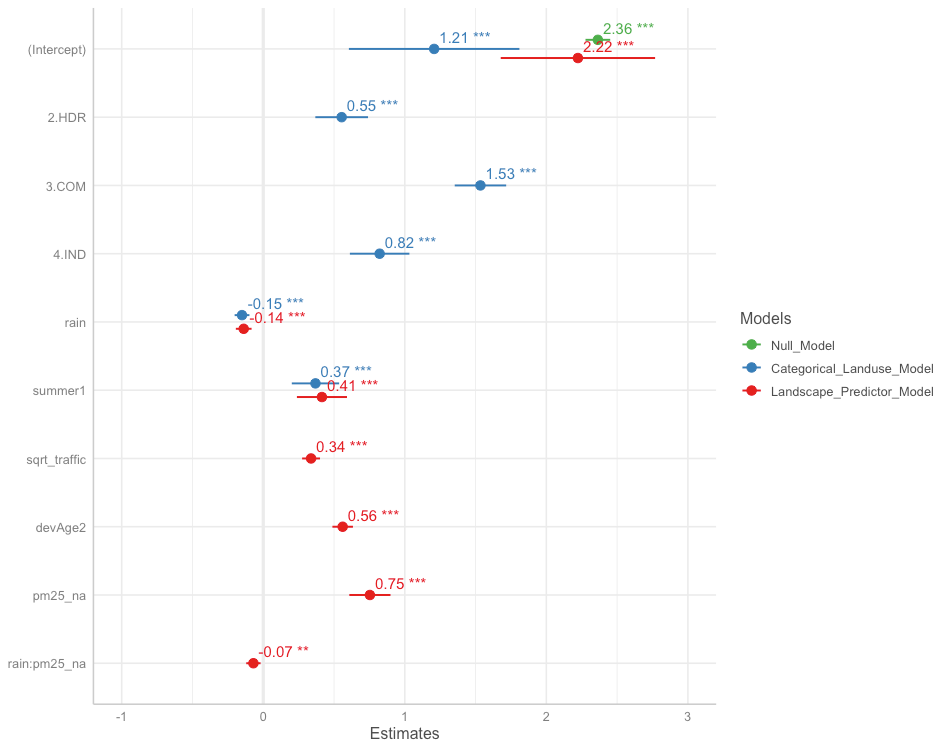 (Intercept)
2.36 ***
1.21 ***
2.22 ***
2.HDR
0.55 ***
3.COM
1.53 ***
4.IND
0.82 ***
rain
-0.15 ***
-0.14 ***
summer1
0.37 ***
0.41 ***
sqrt_traffic
0.34 ***
devAge2
0.56 ***
pm25_na
0.75 ***
rain:pm25_na
-0.07 **
-1 0 1 2 3
Estimates
Models
Null_Model
Categorical_Landuse_Model
Landscape_Predictor_Model